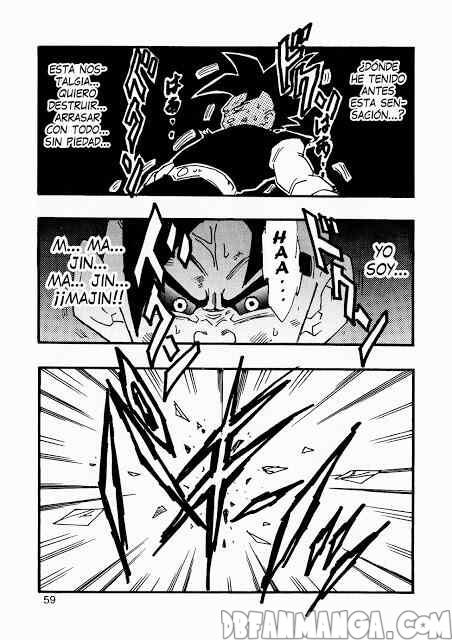 ¿DÓNDE
HE TENIDO
ANTES
ESTA SEN-
SACIÓN...?
ESTA NOS-
TALGIA...
QUIERO
DESTRUIR...
ARRASAR
CON TODO...
SIN PIEDAD...
YO
SOY...
HAA...
M... MA...
JIN...
MA... JIN...
¡¡MAJIN!!
59
DBFANMANGA.COM